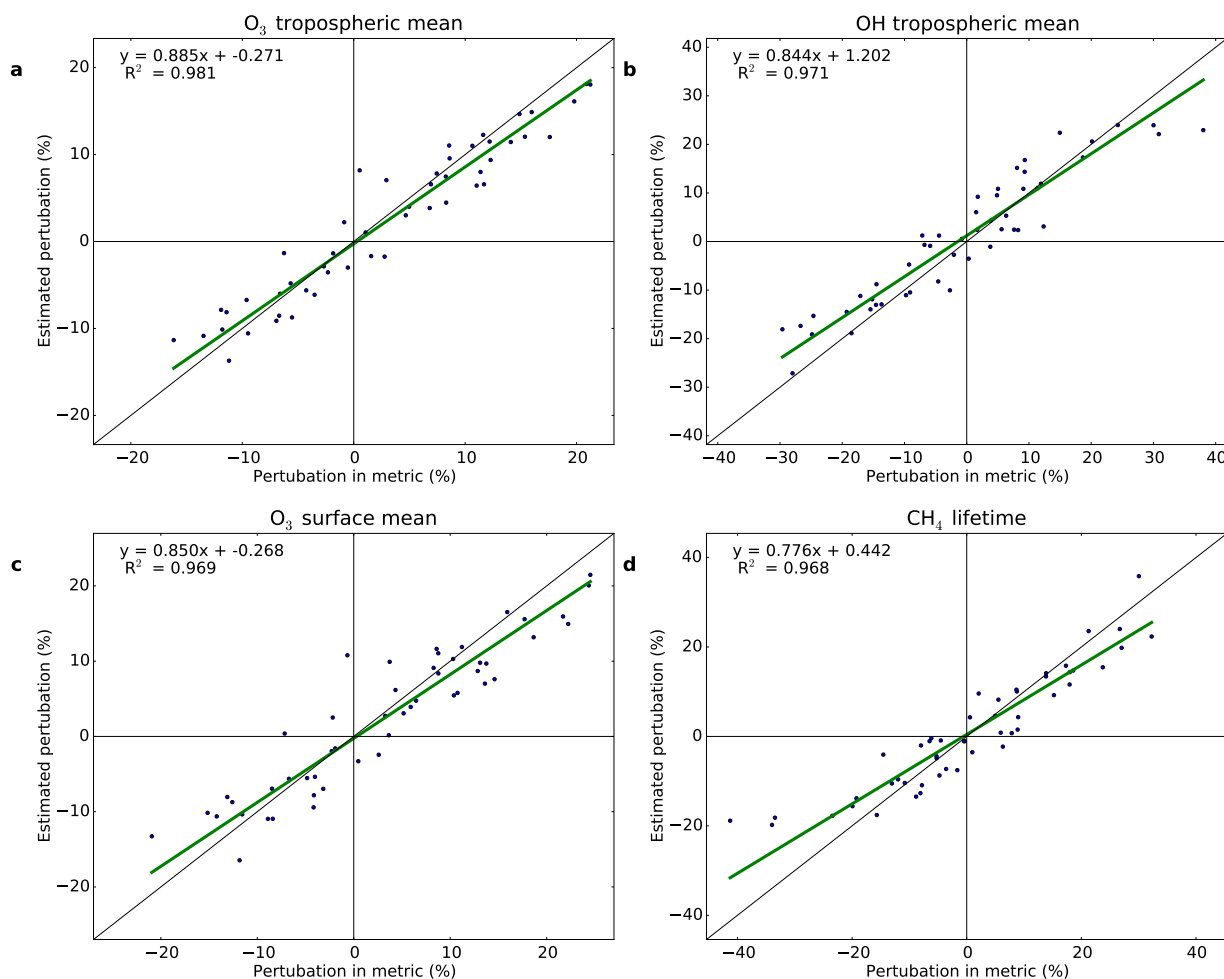 O₃ tropospheric mean
a
y = 0.885x + -0.271
R² = 0.981
20
10
0
−10
−20
Estimated pertubation (%)
−20 −10 0 10 20
Pertubation in metric (%)
OH tropospheric mean
b
y = 0.844x + 1.202
R² = 0.971
40
30
20
10
0
−10
−20
−30
−40
Estimated perturbation (%)
−40 −30 −20 −10 0 10 20 30 40
Pertubation in metric (%)
O₃ surface mean
c
y = 0.850x + -0.268
R² = 0.969
20
10
0
−10
−20
Estimated pertubation (%)
−20 −10 0 10 20
Pertubation in metric (%)
CH₄ lifetime
d
y = 0.776x + 0.442
R² = 0.968
40
20
0
−20
−40
Estimated perturbation (%)
−40 −20 0 20 40
Pertubation in metric (%)